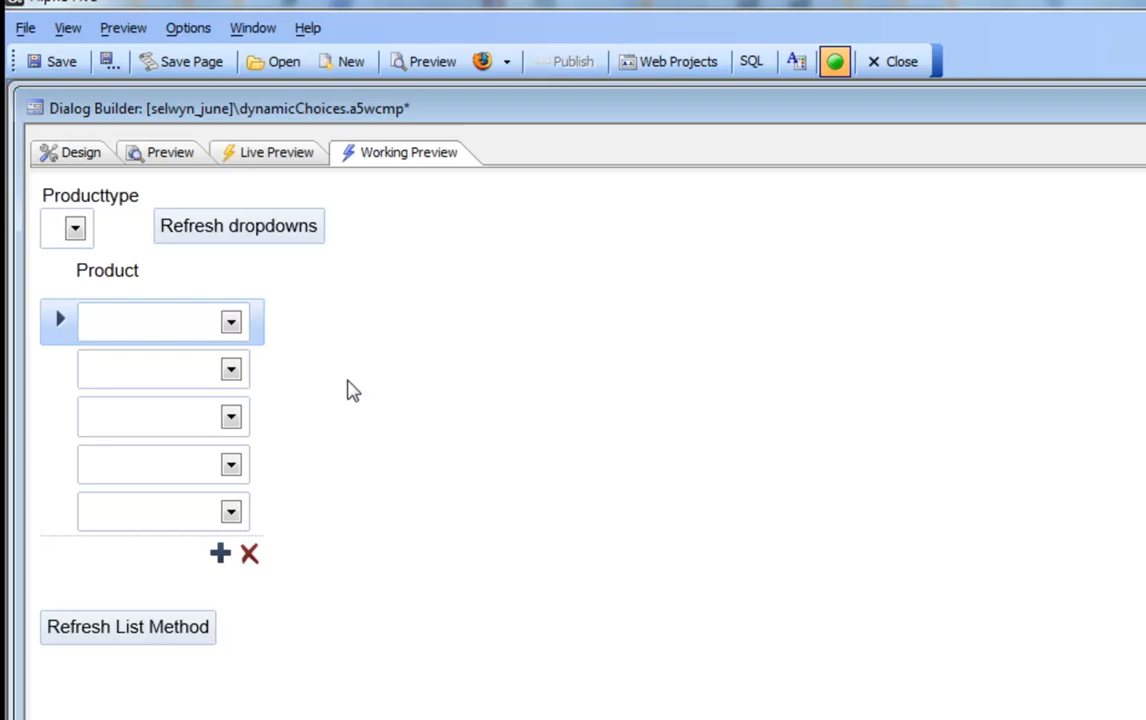 File View Preview Options Window Help
Save ... Save Page Open New Preview Publish Web Projects SQL Close
Dialog Builder: [selwyn_june]\dynamicChoices.a5wcmp*
Design Preview Live Preview Working Preview
Producttype
Refresh dropdowns
Product
Refresh List Method